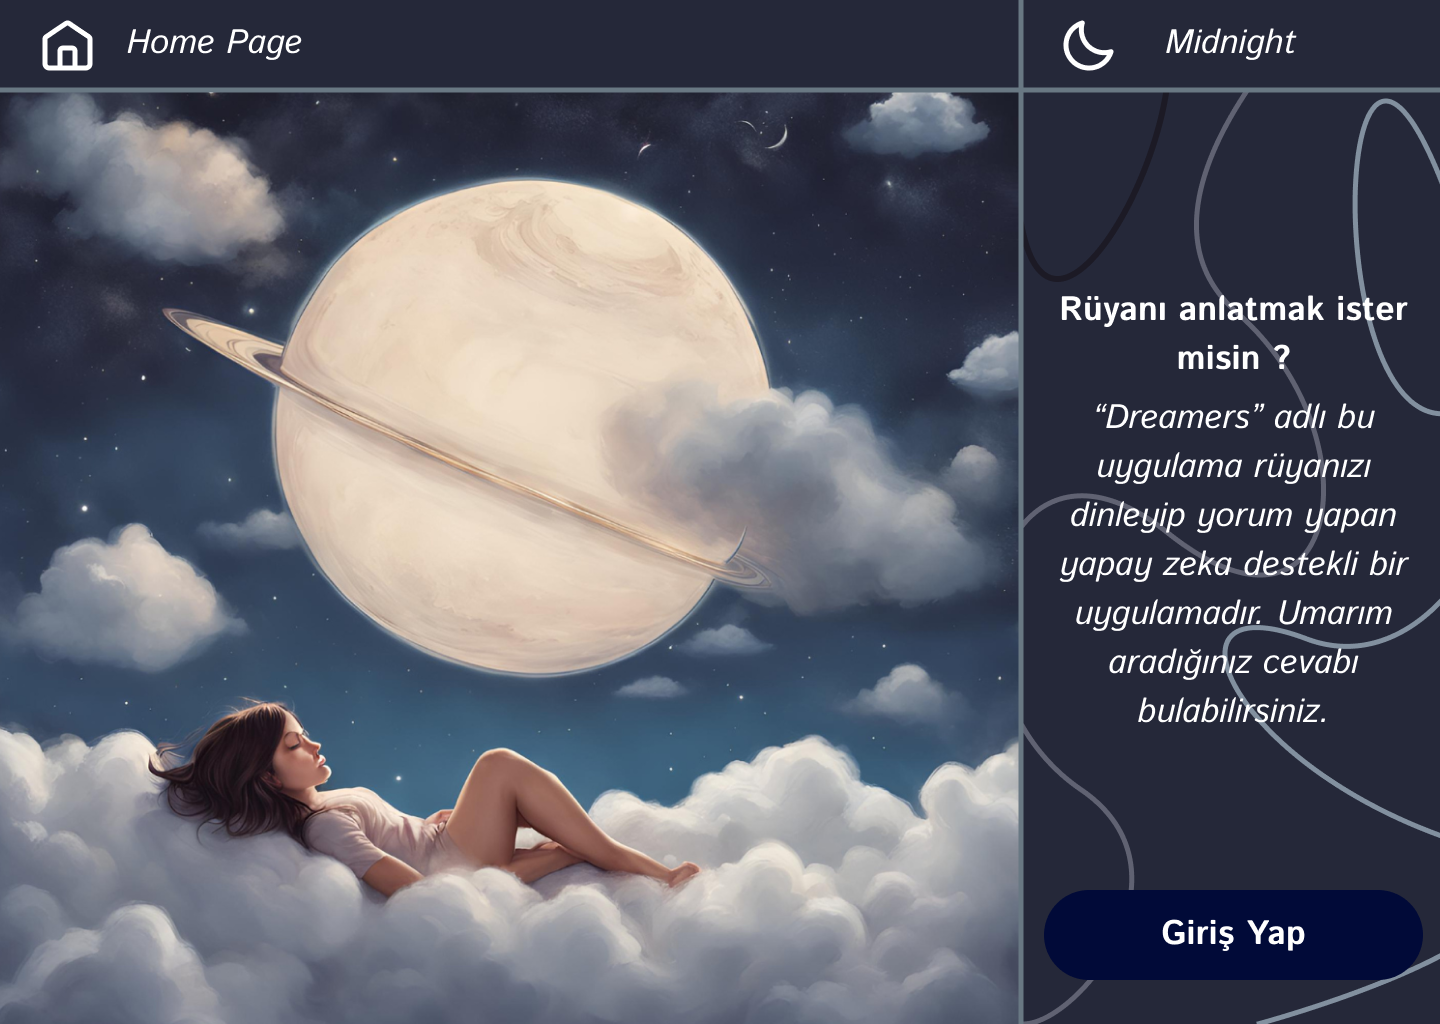 Home Page
Midnight
Rüyanı anlatmak ister
misin ?
“Dreamers” adlı bu
uygulama rüyanızı
dinleyip yorum yapan
yapay zeka destekli bir
uygulamadır. Umarım
aradığınız cevabı
bulabilirsiniz.
Giriş Yap